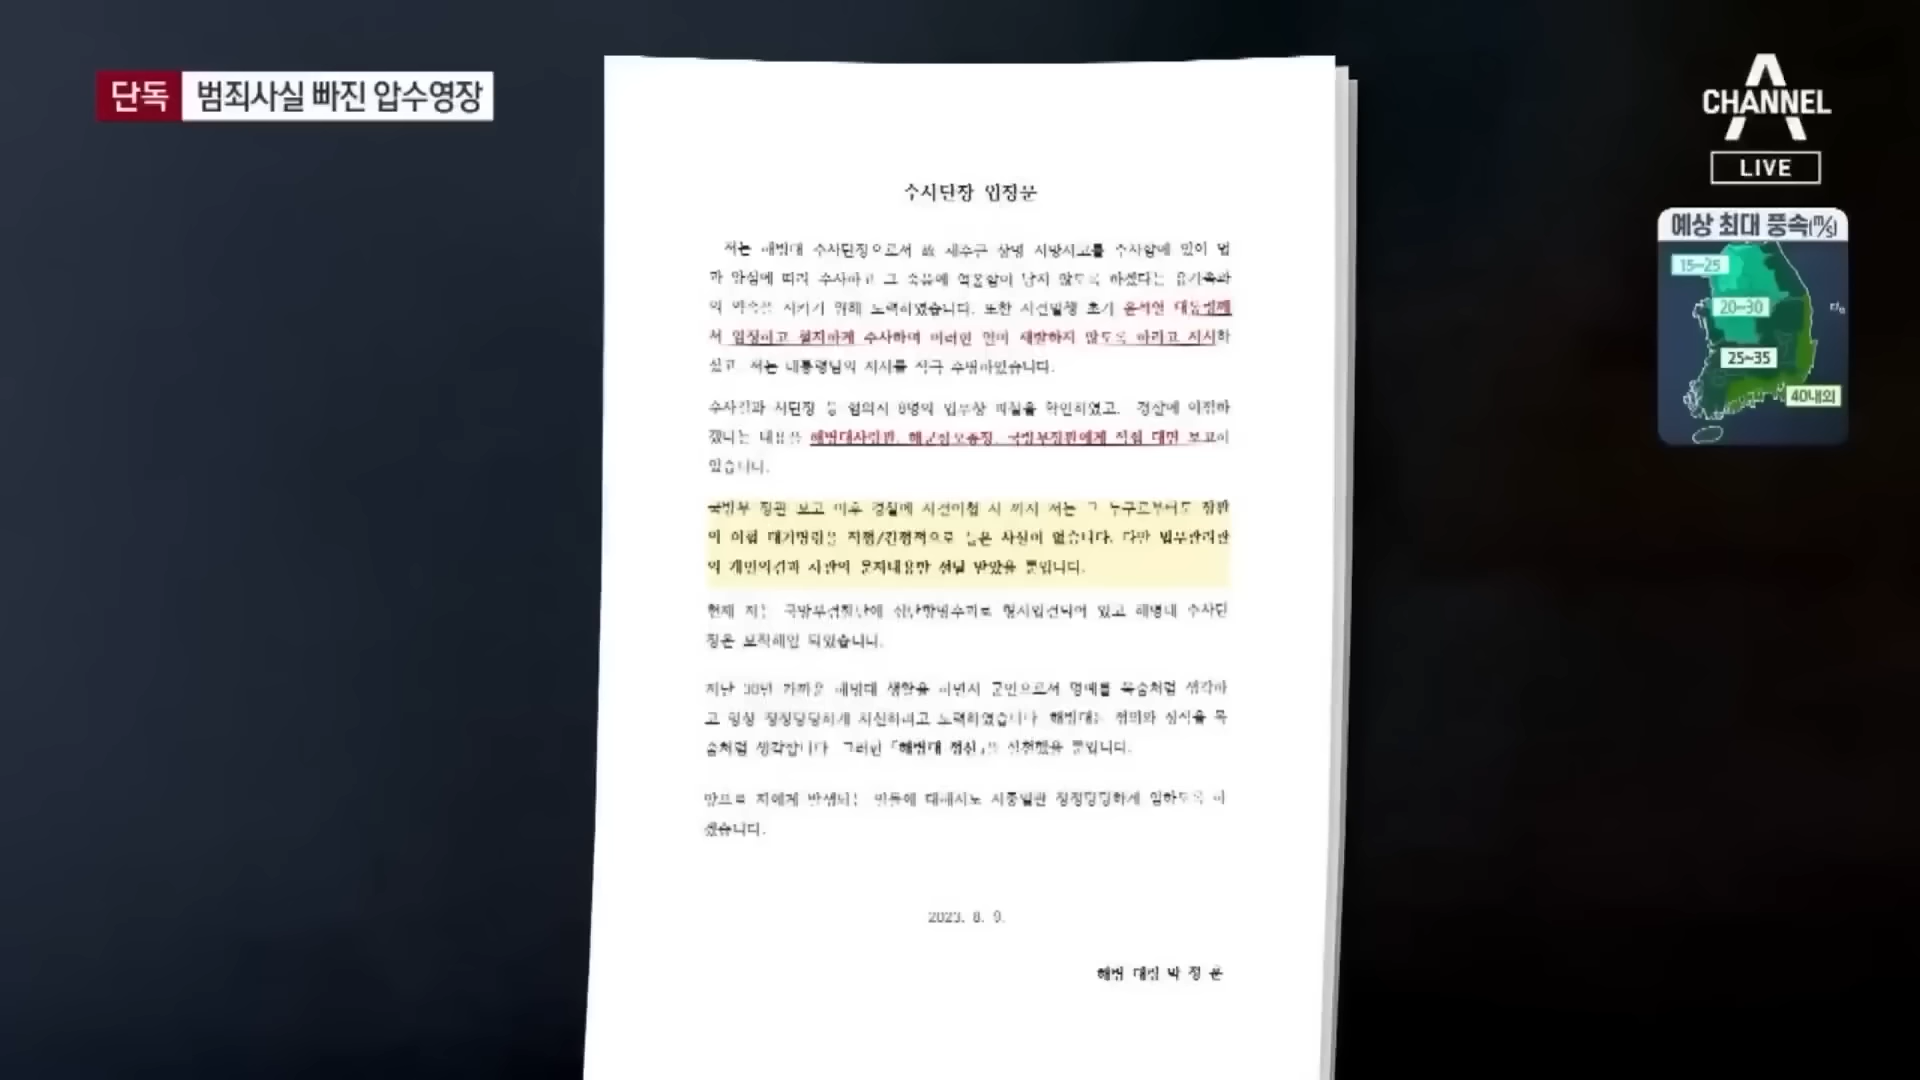 단독 범죄사실 빠진 압수영장
CHANNEL A
LIVE
예상 최대 풍속(㎧)
15~25
20~30
25~35
40내외
수사단장 입장문
저는 해병대 수사단장으로서 故 채수근 상병 사망사고를 수사함에 있어 법
과 양심에 따라 수사하고 그 죽음에 억울함이 남지 않도록 하겠다는 유가족과
의 약속을 지키기 위해 노력하였습니다. 또한 사건발생 초기 윤석열 대통령께
서 엄정하고 철저하게 수사하여 이러한 일이 재발하지 않도록 하라고 지시하
셨고 저는 대통령님의 지시를 적극 수명하였습니다.
수사결과 사단장 등 혐의자 8명의 업무상 과실을 확인하였고, 경찰에 이첩하
겠다는 내용을 해병대사령관, 해군참모총장, 국방부장관에게 직접 대면 보고하
였습니다.
국방부 장관 보고 이후 경찰에 사건이첩 시 까지 저는 그 누구로부터도 장관
의 이첩 대기명령을 직접/간접적으로 들은 사실이 없습니다. 다만 법무관리관
의 개인의견과 차관의 문자내용만 전달 받았을 뿐입니다.
현재 저는 국방부검찰단에 집단항명수괴로 형사입건되어 있고 해병대 수사단
장은 보직해임 되었습니다.
지난 30년 가까운 해병대 생활을 하면서 군인으로서 명예를 목숨처럼 생각하
고 항상 정정당당하게 처신하려고 노력하였습니다 해병대는 정의와 정직을 목
숨처럼 생각합니다 그러한 「해병대 정신」을 실천했을 뿐입니다.
앞으로 저에게 발생되는 일들에 대해서도 시종일관 정정당당하게 임하도록 하
겠습니다.
2023. 8. 9.
해병 대령 박 정 훈